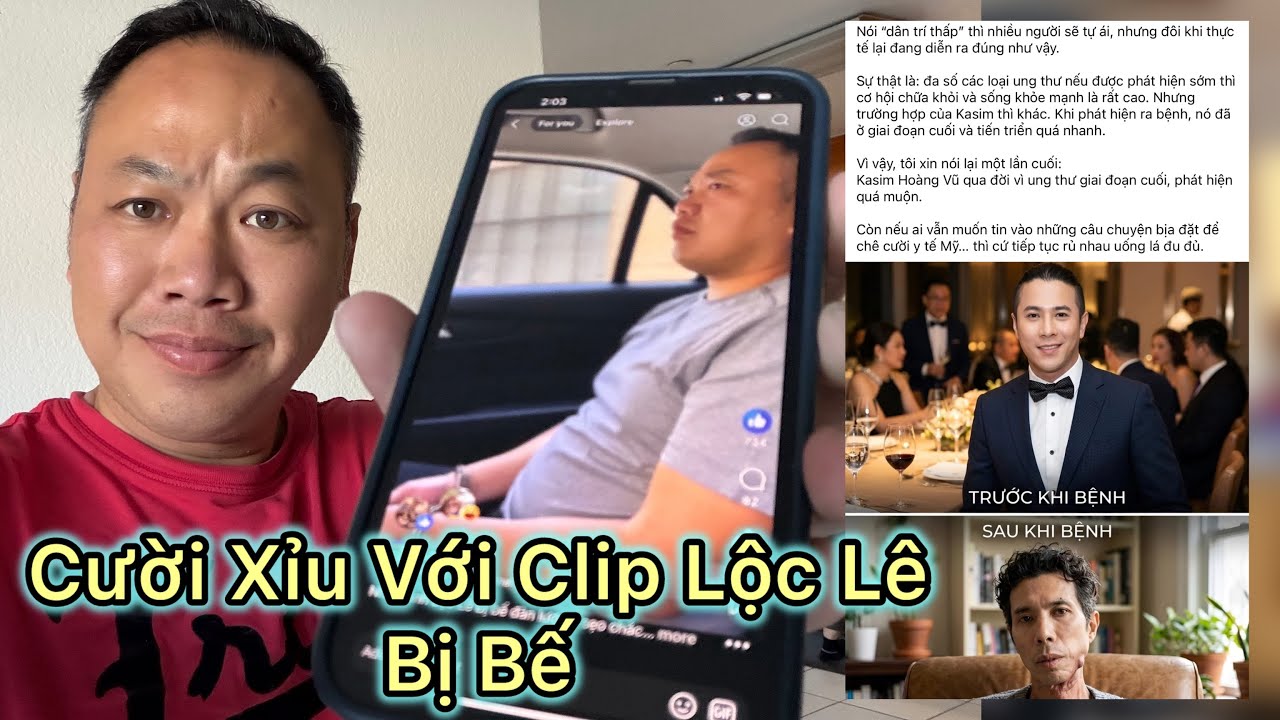 Nói “dân trí thấp” thì nhiều người sẽ tự ái, nhưng đôi khi thực
tế lại đang diễn ra đúng như vậy.
Sự thật là: đa số các loại ung thư nếu được phát hiện sớm thì
cơ hội chữa khỏi và sống khỏe mạnh là rất cao. Nhưng
trường hợp của Kasim thì khác. Khi phát hiện ra bệnh, nó đã
ở giai đoạn cuối và tiến triển quá nhanh.
Vì vậy, tôi xin nói lại một lần cuối:
Kasim Hoàng Vũ qua đời vì ung thư giai đoạn cuối, phát hiện
quá muộn.
Còn nếu ai vẫn muốn tin vào những câu chuyện bịa đặt để
chê cười y tế Mỹ... thì cứ tiếp tục rủ nhau uống lá đu đủ.
TRƯỚC KHI BỆNH
SAU KHI BỆNH
2:03
For you Explore
Cười Xỉu Với Clip Lộc Lê
Bị Bế
more
GIF